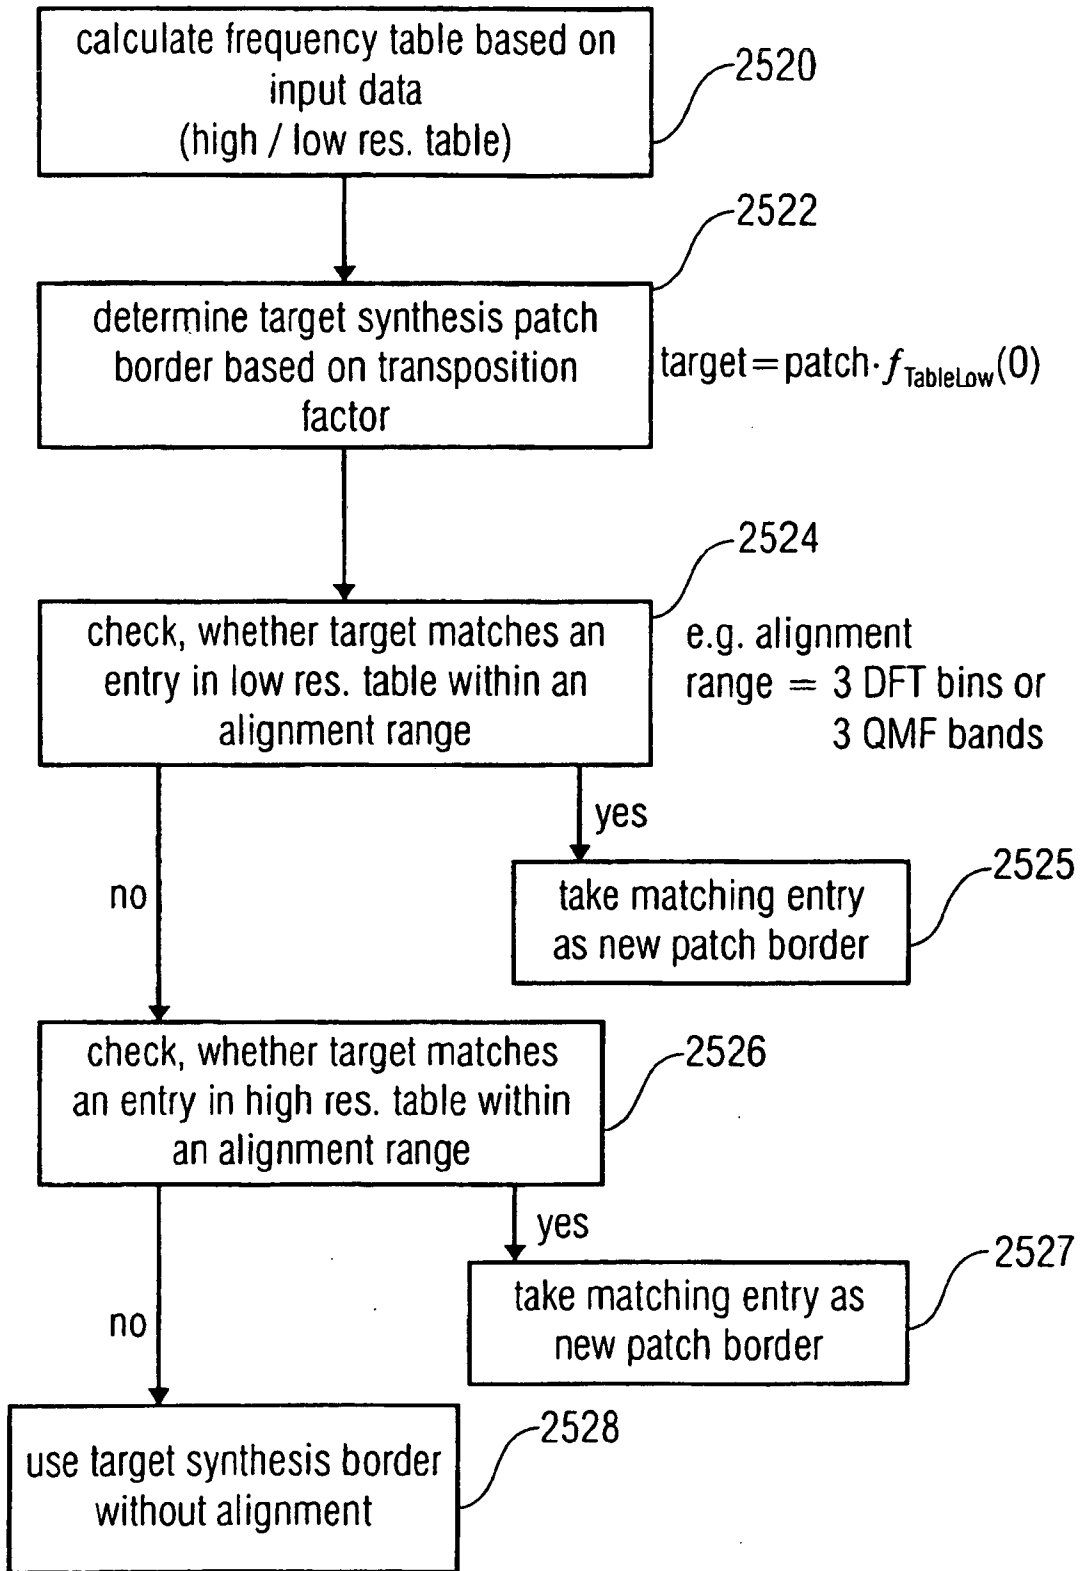 calculate frequency table based on
input data
(high / low res. table)
2520
2522
determine target synthesis patch
border based on transposition
factor
target=patch·fTableLow(0)
2524
check, whether target matches an
entry in low res. table within an
alignment range
e.g. alignment
range = 3 DFT bins or
3 QMF bands
yes
no
2525
take matching entry
as new patch border
check, whether target matches
an entry in high res. table within
an alignment range
2526
yes
no
2527
take matching entry as
new patch border
2528
use target synthesis border
without alignment